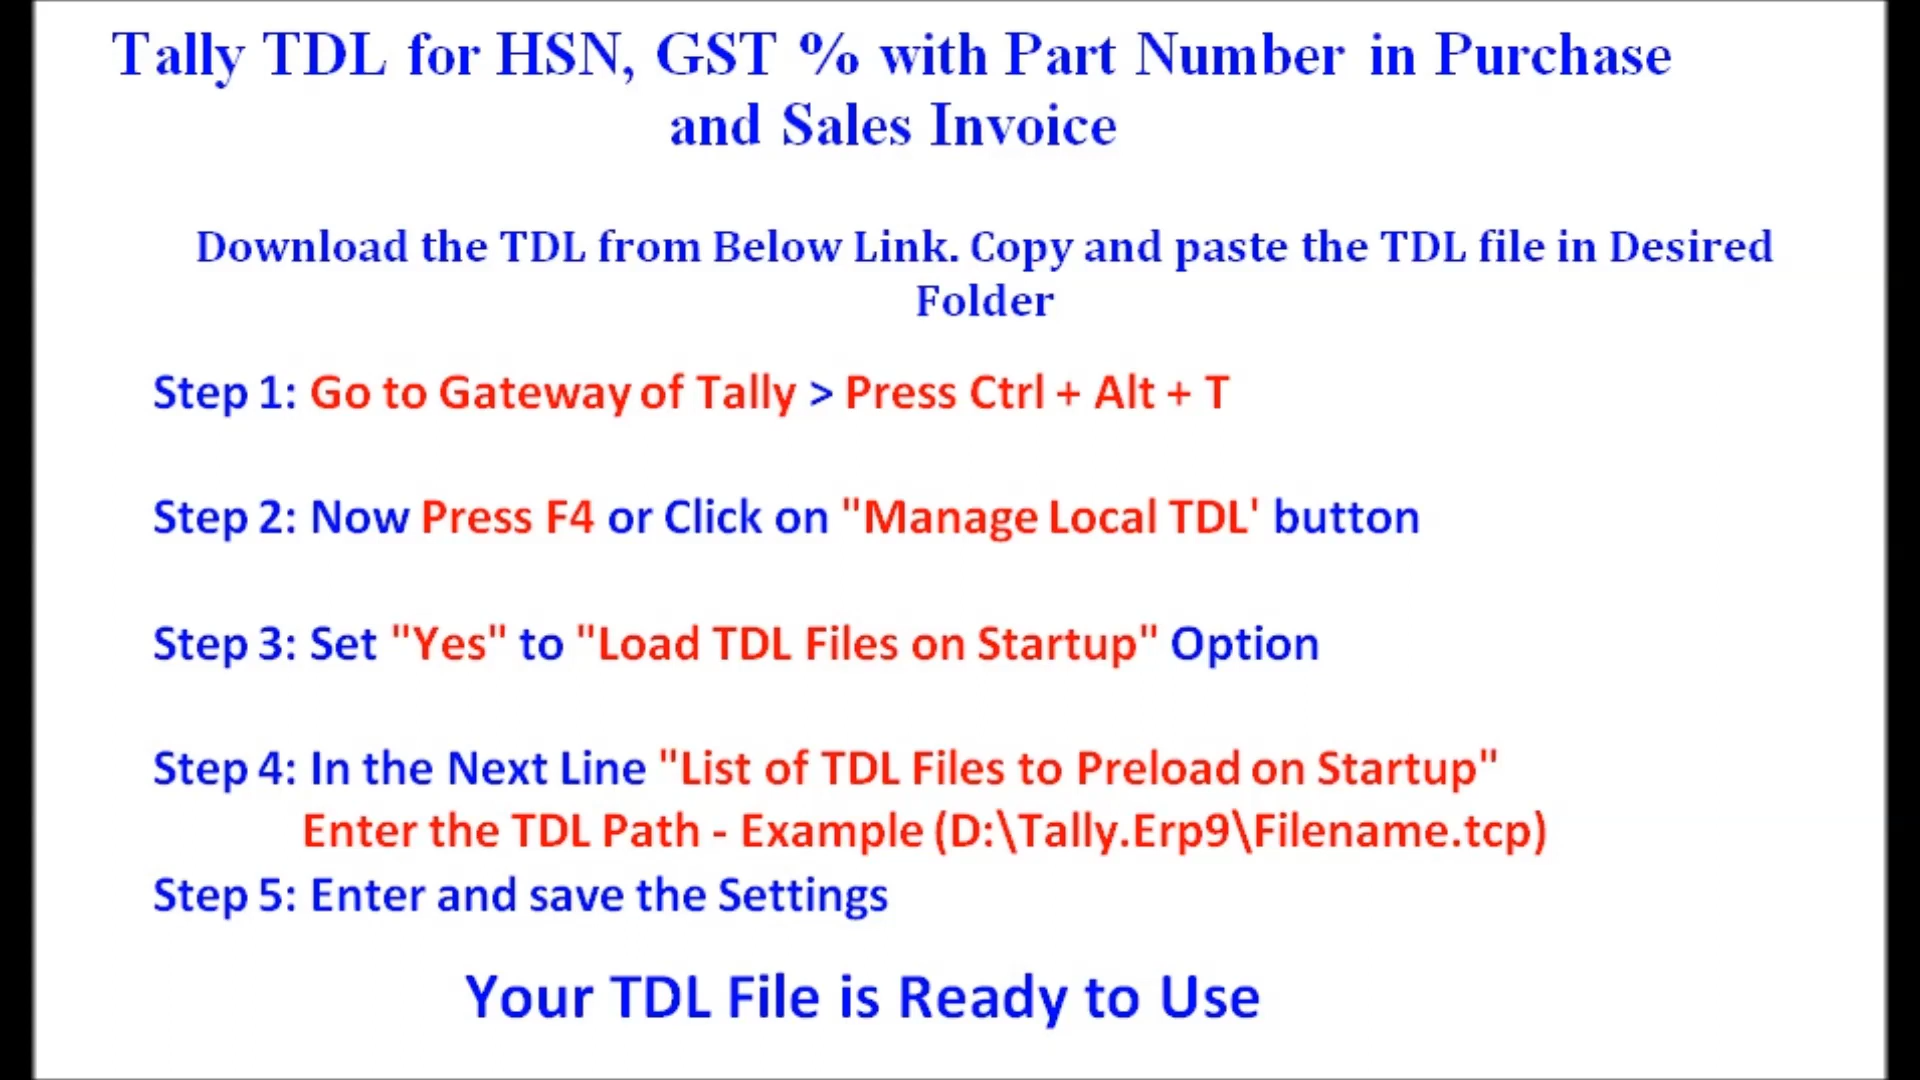 Tally TDL for HSN, GST % with Part Number in Purchase
and Sales Invoice
Download the TDL from Below Link. Copy and paste the TDL file in Desired
Folder
Step 1: Go to Gateway of Tally > Press Ctrl + Alt + T
Step 2: Now Press F4 or Click on "Manage Local TDL' button
Step 3: Set "Yes" to "Load TDL Files on Startup" Option
Step 4: In the Next Line "List of TDL Files to Preload on Startup"
Enter the TDL Path - Example (D:\Tally.Erp9\Filename.tcp)
Step 5: Enter and save the Settings
Your TDL File is Ready to Use